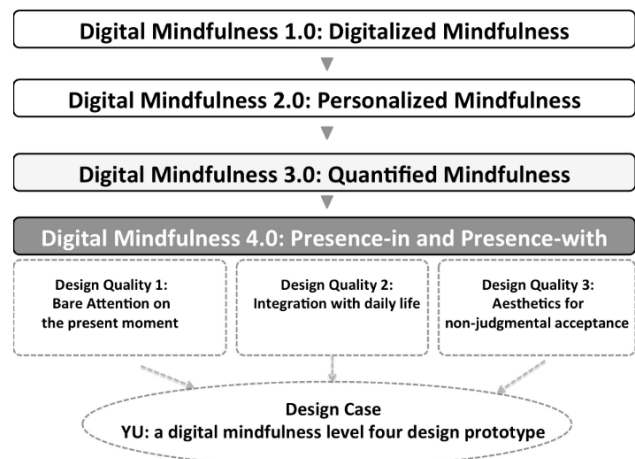 Digital Mindfulness 1.0: Digitalized Mindfulness
Digital Mindfulness 2.0: Personalized Mindfulness
Digital Mindfulness 3.0: Quantified Mindfulness
Digital Mindfulness 4.0: Presence-in and Presence-with
Design Quality 1:
Bare Attention on
the present moment
Design Quality 2:
Integration with daily life
Design Quality 3:
Aesthetics for
non-judgmental acceptance
Design Case
YU: a digital mindfulness level four design prototype